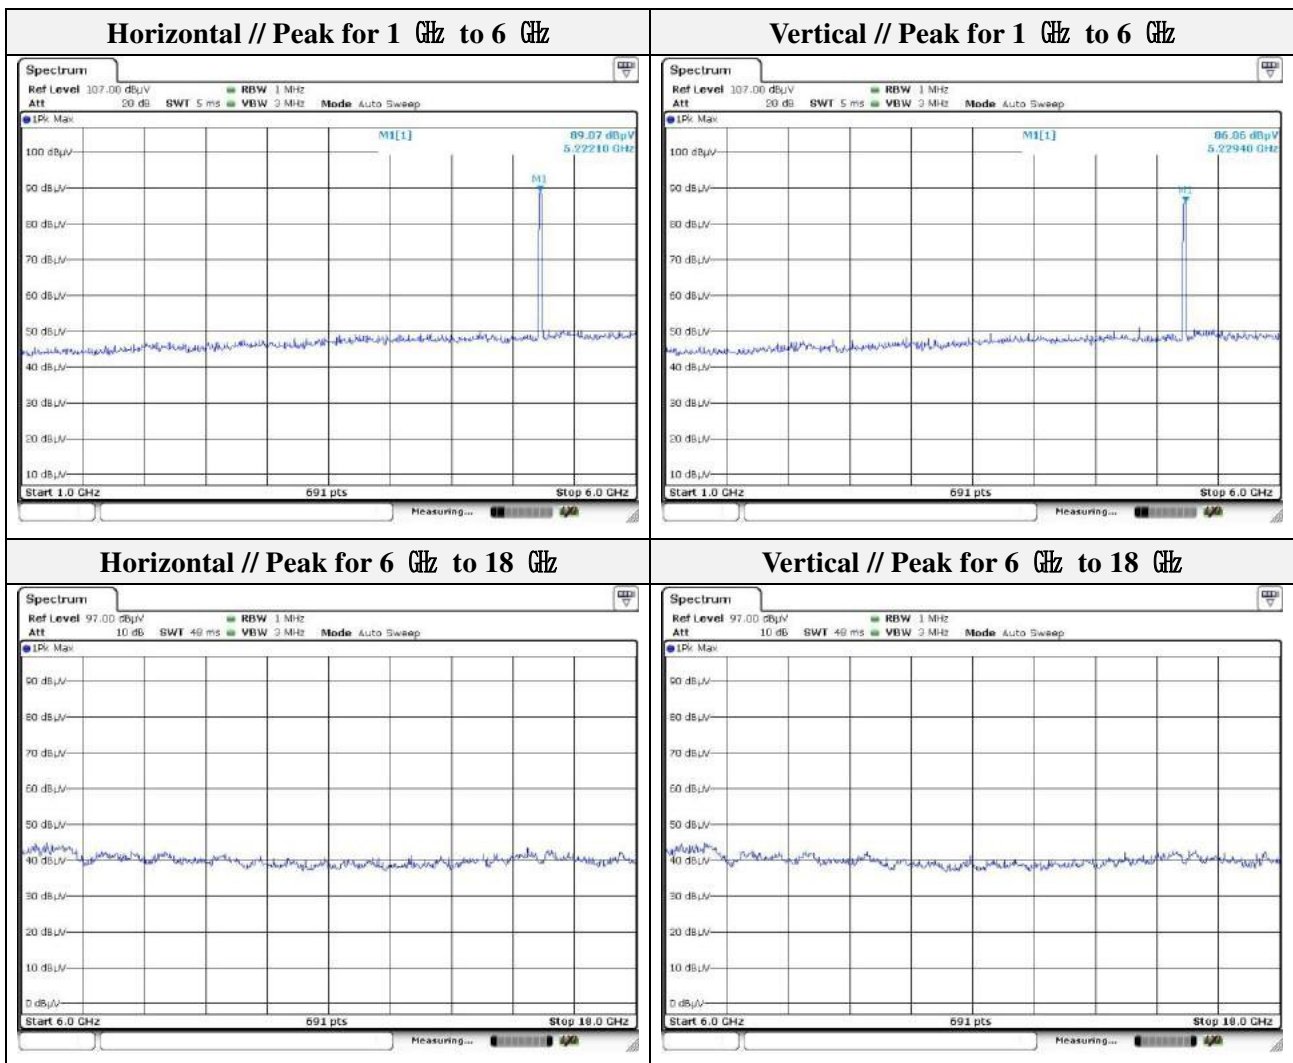 Horizontal // Peak for 1 ㎓ to 6 ㎓
Vertical // Peak for 1 ㎓ to 6 ㎓
Spectrum
Ref Level 107.00 dBµV RBW 1 MHz
Att 20 dB SWT 5 ms VBW 3 MHz Mode Auto Sweep
1Pk Max
M1[1] 89.07 dBµV
5.22210 GHz
100 dBµV
M1
90 dBµV
80 dBµV
70 dBµV
60 dBµV
50 dBµV
40 dBµV
30 dBµV
20 dBµV
10 dBµV
Start 1.0 GHz 691 pts Stop 6.0 GHz
Measuring...
Spectrum
Ref Level 107.00 dBµV RBW 1 MHz
Att 20 dB SWT 5 ms VBW 3 MHz Mode Auto Sweep
1Pk Max
M1[1] 86.06 dBµV
5.22940 GHz
100 dBµV
90 dBµV
M1
80 dBµV
70 dBµV
60 dBµV
50 dBµV
40 dBµV
30 dBµV
20 dBµV
10 dBµV
Start 1.0 GHz 691 pts Stop 6.0 GHz
Measuring...
Horizontal // Peak for 6 ㎓ to 18 ㎓
Vertical // Peak for 6 ㎓ to 18 ㎓
Spectrum
Ref Level 97.00 dBµV RBW 1 MHz
Att 10 dB SWT 48 ms VBW 3 MHz Mode Auto Sweep
1Pk Max
90 dBµV
80 dBµV
70 dBµV
60 dBµV
50 dBµV
40 dBµV
30 dBµV
20 dBµV
10 dBµV
0 dBµV
Start 6.0 GHz 691 pts Stop 18.0 GHz
Measuring...
Spectrum
Ref Level 97.00 dBµV RBW 1 MHz
Att 10 dB SWT 48 ms VBW 3 MHz Mode Auto Sweep
1Pk Max
90 dBµV
80 dBµV
70 dBµV
60 dBµV
50 dBµV
40 dBµV
30 dBµV
20 dBµV
10 dBµV
0 dBµV
Start 6.0 GHz 691 pts Stop 18.0 GHz
Measuring...